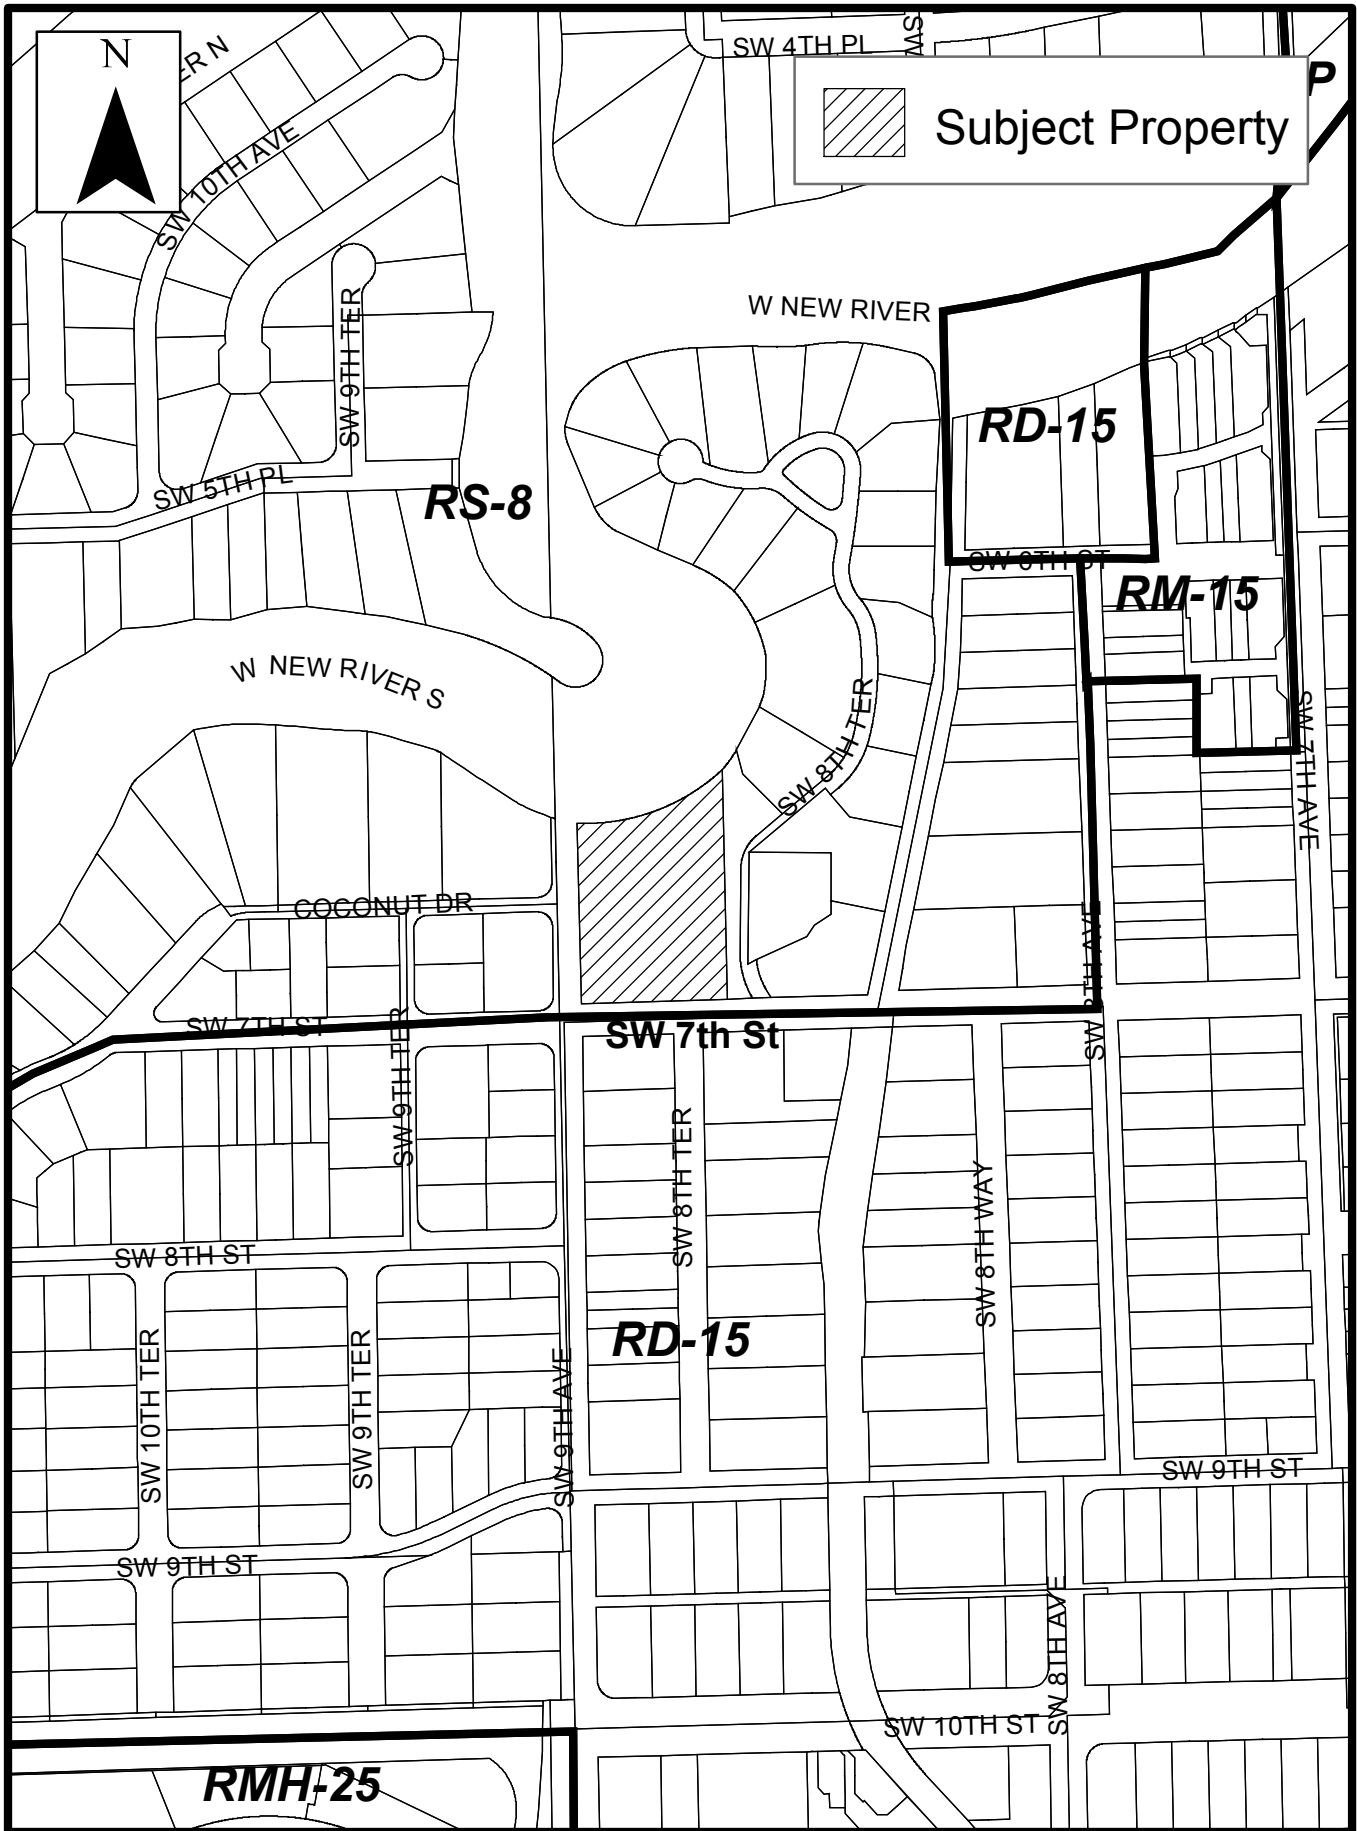 N
ER N
SW 4TH PL
SW
P
Subject Property
SW 10TH AVE
SW 9TH TER
W NEW RIVER
RD-15
SW 5TH PL
RS-8
SW 6TH ST
RM-15
W NEW RIVER S
SW 8TH TER
SW 7TH AVE
COCONUT DR
SW 8TH AVE
SW 7TH ST
SW 7th St
SW 9TH TER
SW 8TH TER
SW 8TH WAY
SW 8TH ST
RD-15
SW 10TH TER
SW 9TH TER
SW 9TH AVE
SW 9TH ST
SW 9TH ST
SW 8TH AVE
SW 10TH ST
RMH-25